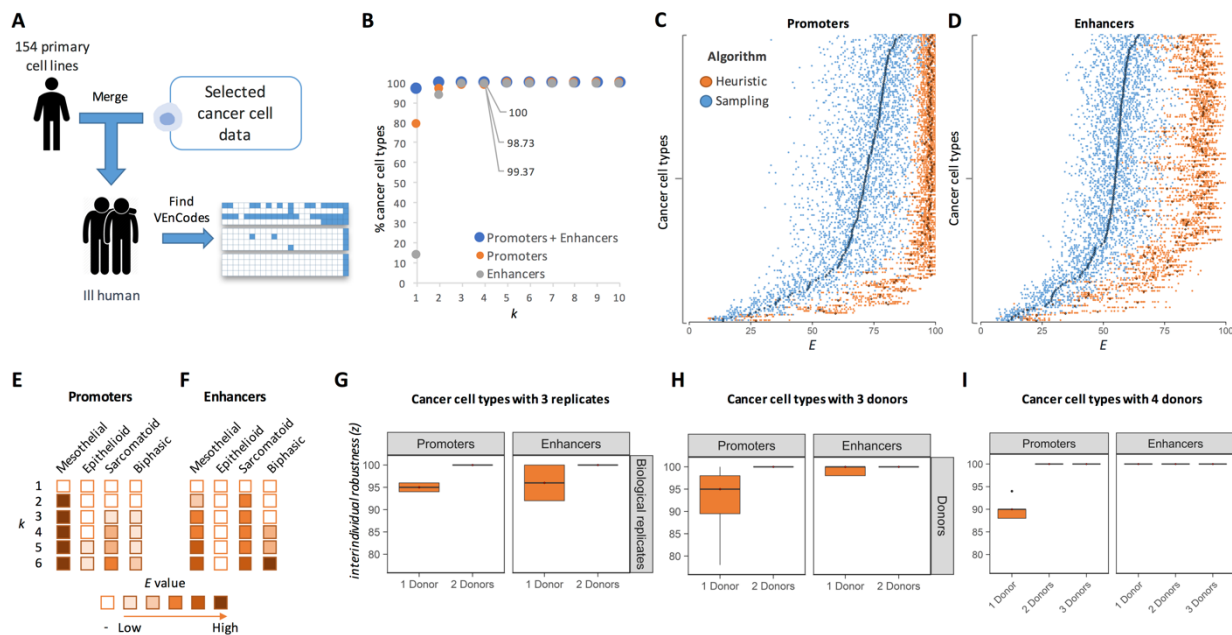 A
154 primary
cell lines
Merge
Selected
cancer cell
data
Find
VEnCodes
Ill human
B
% cancer cell types
100
90
80
70
60
50
40
30
20
10
0
100
98.73
99.37
Promoters + Enhancers
Promoters
Enhancers
1 2 3 4 5 6 7 8 9 10
k
C
Promoters
Cancer cell types
Algorithm
Heuristic
Sampling
0 25 50 75 100
E
D
Enhancers
Cancer cell types
0 25 50 75 100
E
E
Promoters
Mesothelial
Epithelioid
Sarcomatoid
Biphasic
k
1
2
3
4
5
6
F
Enhancers
Mesothelial
Epithelioid
Sarcomatoid
Biphasic
E value
- Low High
G
Cancer cell types with 3 replicates
interindividual robustness (z)
Promoters Enhancers
Biological replicates
100
95
90
85
80
1 Donor 2 Donors 1 Donor 2 Donors
H
Cancer cell types with 3 donors
Promoters Enhancers
Donors
100
95
90
85
80
1 Donor 2 Donors 1 Donor 2 Donors
I
Cancer cell types with 4 donors
Promoters Enhancers
100
95
90
85
80
1 Donor 2 Donors 3 Donors 1 Donor 2 Donors 3 Donors